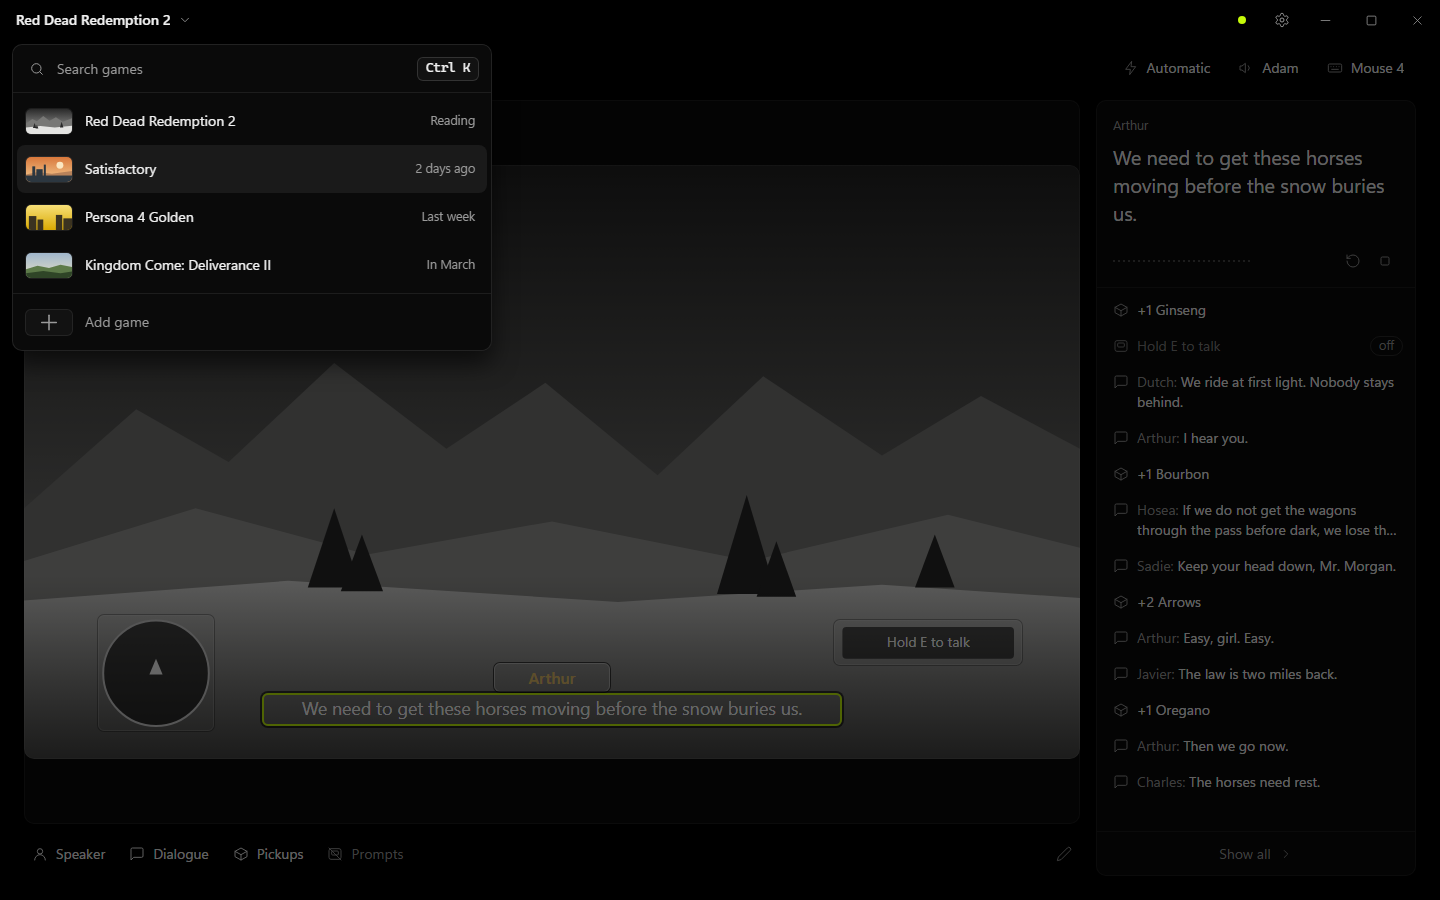 Red Dead Redemption 2
Search games
Ctrl K
Red Dead Redemption 2
Reading
Satisfactory
2 days ago
Persona 4 Golden
Last week
Kingdom Come: Deliverance II
In March
Add game
Automatic
Adam
Mouse 4
Hold E to talk
Arthur
We need to get these horses moving before the snow buries us.
Speaker
Dialogue
Pickups
Prompts
Arthur
We need to get these horses
moving before the snow buries
us.
+1 Ginseng
Hold E to talk
off
Dutch: We ride at first light. Nobody stays
behind.
Arthur: I hear you.
+1 Bourbon
Hosea: If we do not get the wagons
through the pass before dark, we lose th...
Sadie: Keep your head down, Mr. Morgan.
+2 Arrows
Arthur: Easy, girl. Easy.
Javier: The law is two miles back.
+1 Oregano
Arthur: Then we go now.
Charles: The horses need rest.
Show all